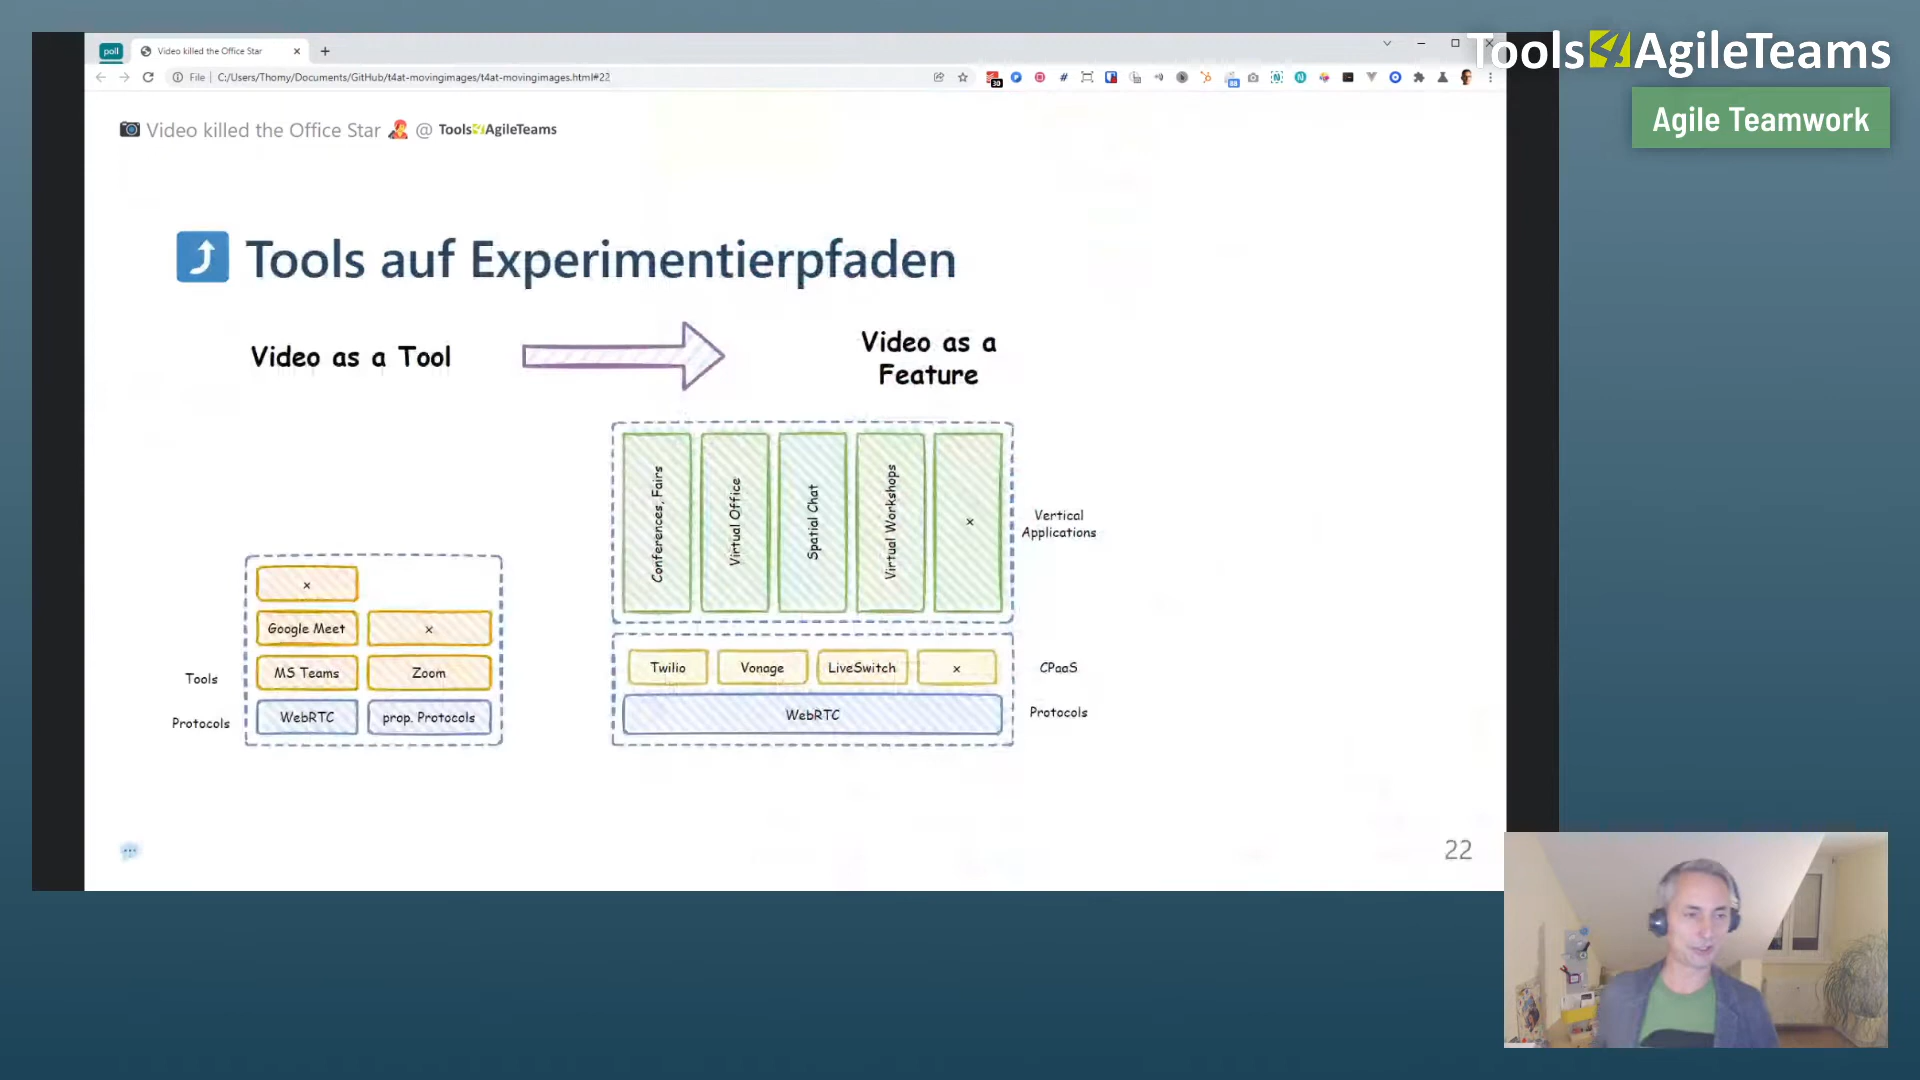 poll
Video killed the Office Star
File
C:/Users/Thomy/Documents/GitHub/t4at-movingimages/t4at-movingimages.html#22
Tools4AgileTeams
Agile Teamwork
Video killed the Office Star @ Tools4AgileTeams
Tools auf Experimentierpfaden
Video as a Tool
Video as a
Feature
Conferences, Fairs
Virtual Office
Spatial Chat
Virtual Workshops
x
Vertical
Applications
x
Google Meet
x
Tools
MS Teams
Zoom
Protocols
WebRTC
prop. Protocols
Twilio
Vonage
LiveSwitch
x
CPaaS
WebRTC
Protocols
22